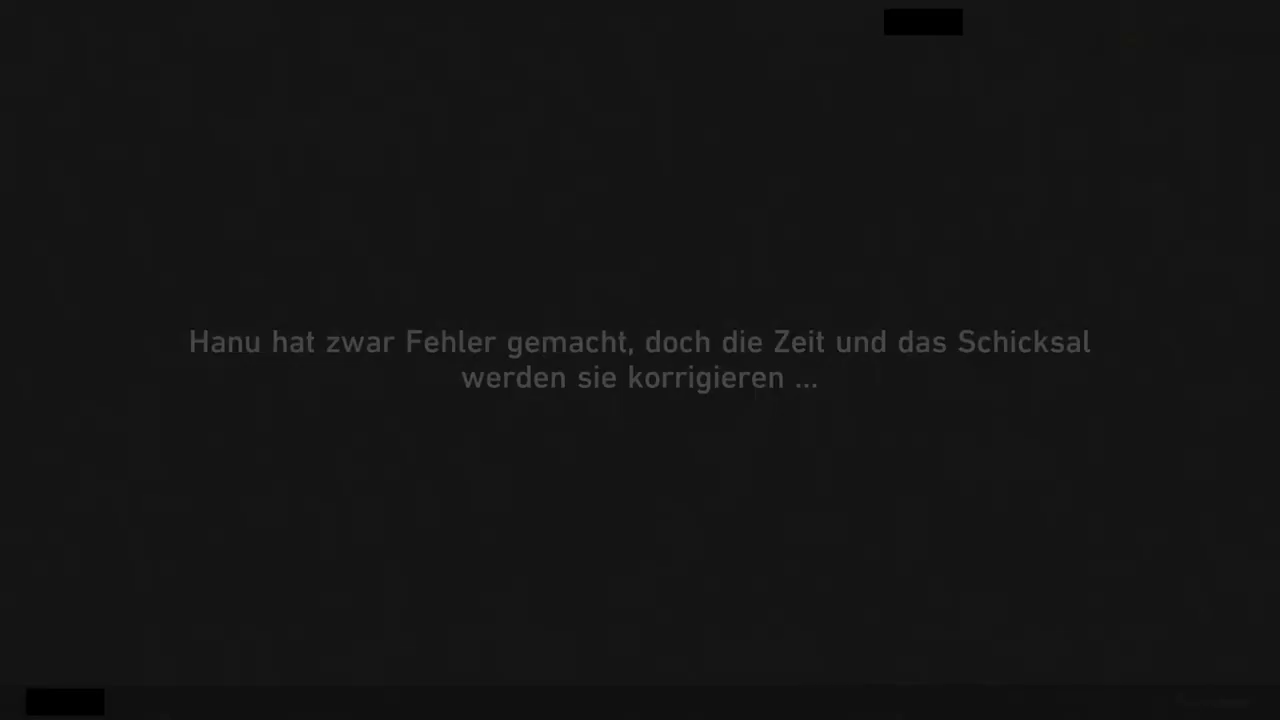 Hanu hat zwar Fehler gemacht, doch die Zeit und das Schicksal
werden sie korrigieren ...